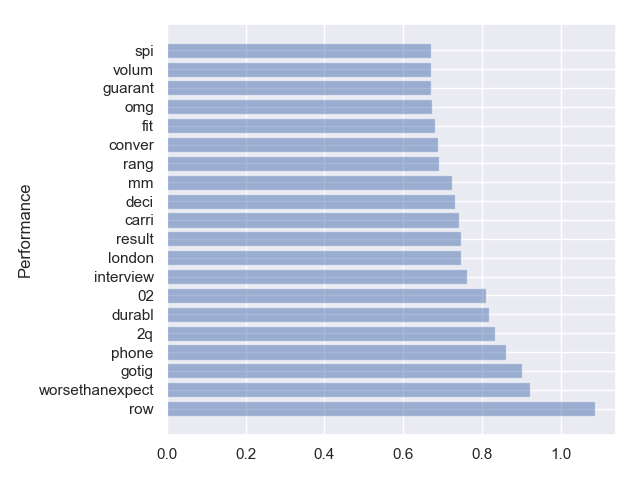 Performance
spi
volum
guarant
omg
fit
conver
rang
mm
deci
carri
result
london
interview
02
durabl
2q
phone
gotig
worsethanexpect
row
0.0 0.2 0.4 0.6 0.8 1.0